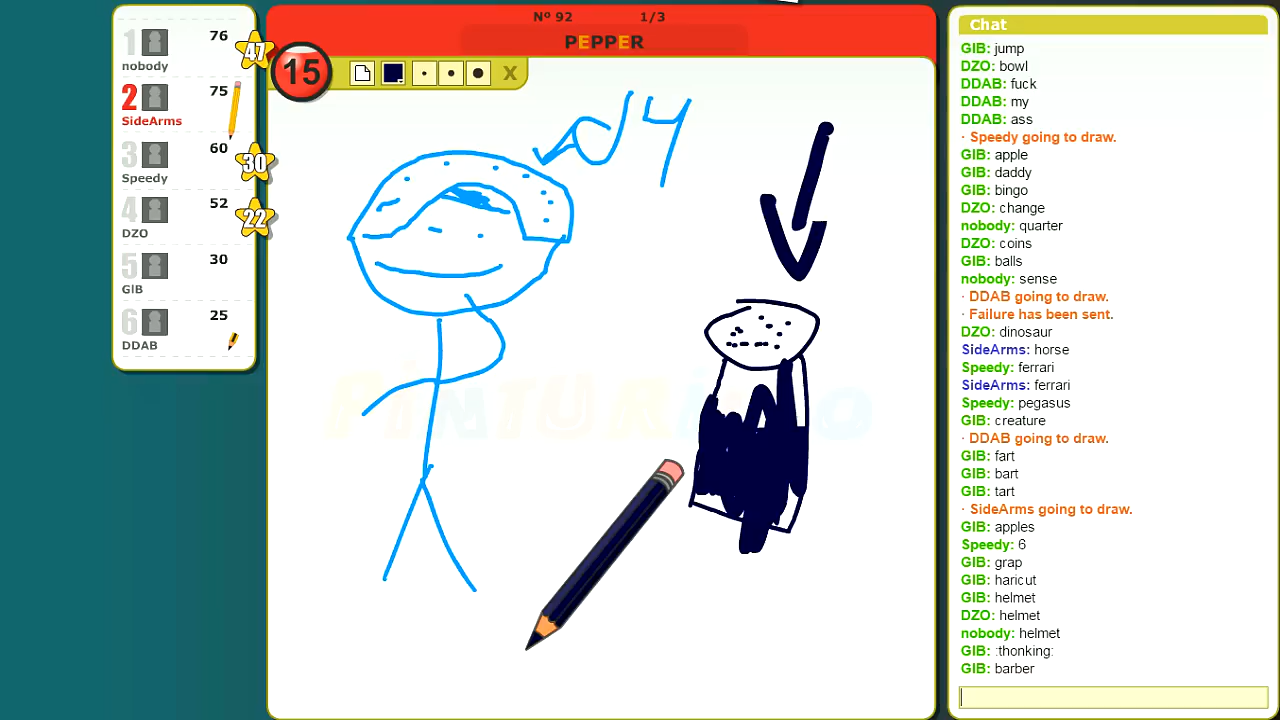 Nº 92 1/3
PEPPER
15
1 76 47
nobody
2 75
SideArms
3 60 30
Speedy
4 52 22
DZO
5 30
GIB
6 25
DDAB
X
d4
PINTURILLO
Chat
GIB: jump
DZO: bowl
DDAB: fuck
DDAB: my
DDAB: ass
· Speedy going to draw.
GIB: apple
GIB: daddy
GIB: bingo
DZO: change
nobody: quarter
DZO: coins
GIB: balls
nobody: sense
· DDAB going to draw.
· Failure has been sent.
DZO: dinosaur
SideArms: horse
Speedy: ferrari
SideArms: ferrari
Speedy: pegasus
GIB: creature
· DDAB going to draw.
GIB: fart
GIB: bart
GIB: tart
· SideArms going to draw.
GIB: apples
Speedy: 6
GIB: grap
GIB: haricut
GIB: helmet
DZO: helmet
nobody: helmet
GIB: :thonking:
GIB: barber